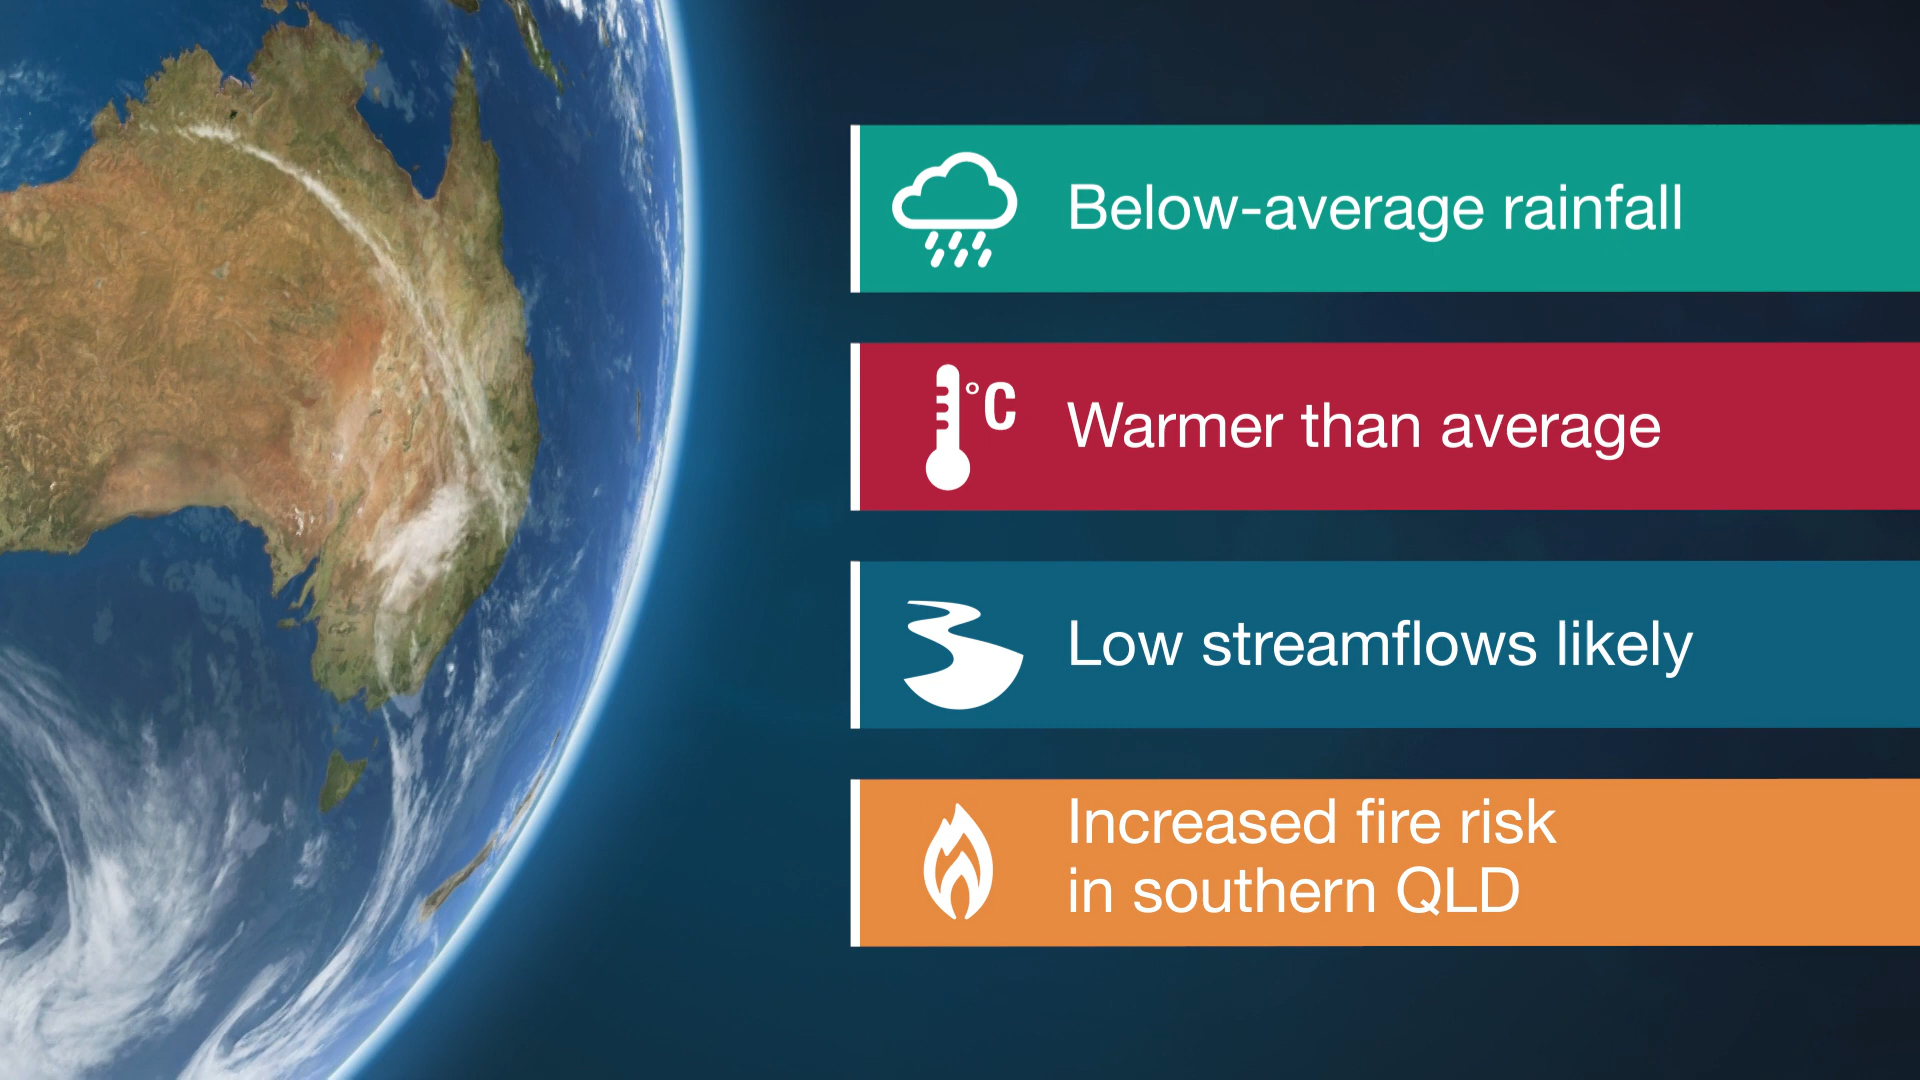 Below-average rainfall
°C
Warmer than average
Low streamflows likely
Increased fire risk
in southern QLD